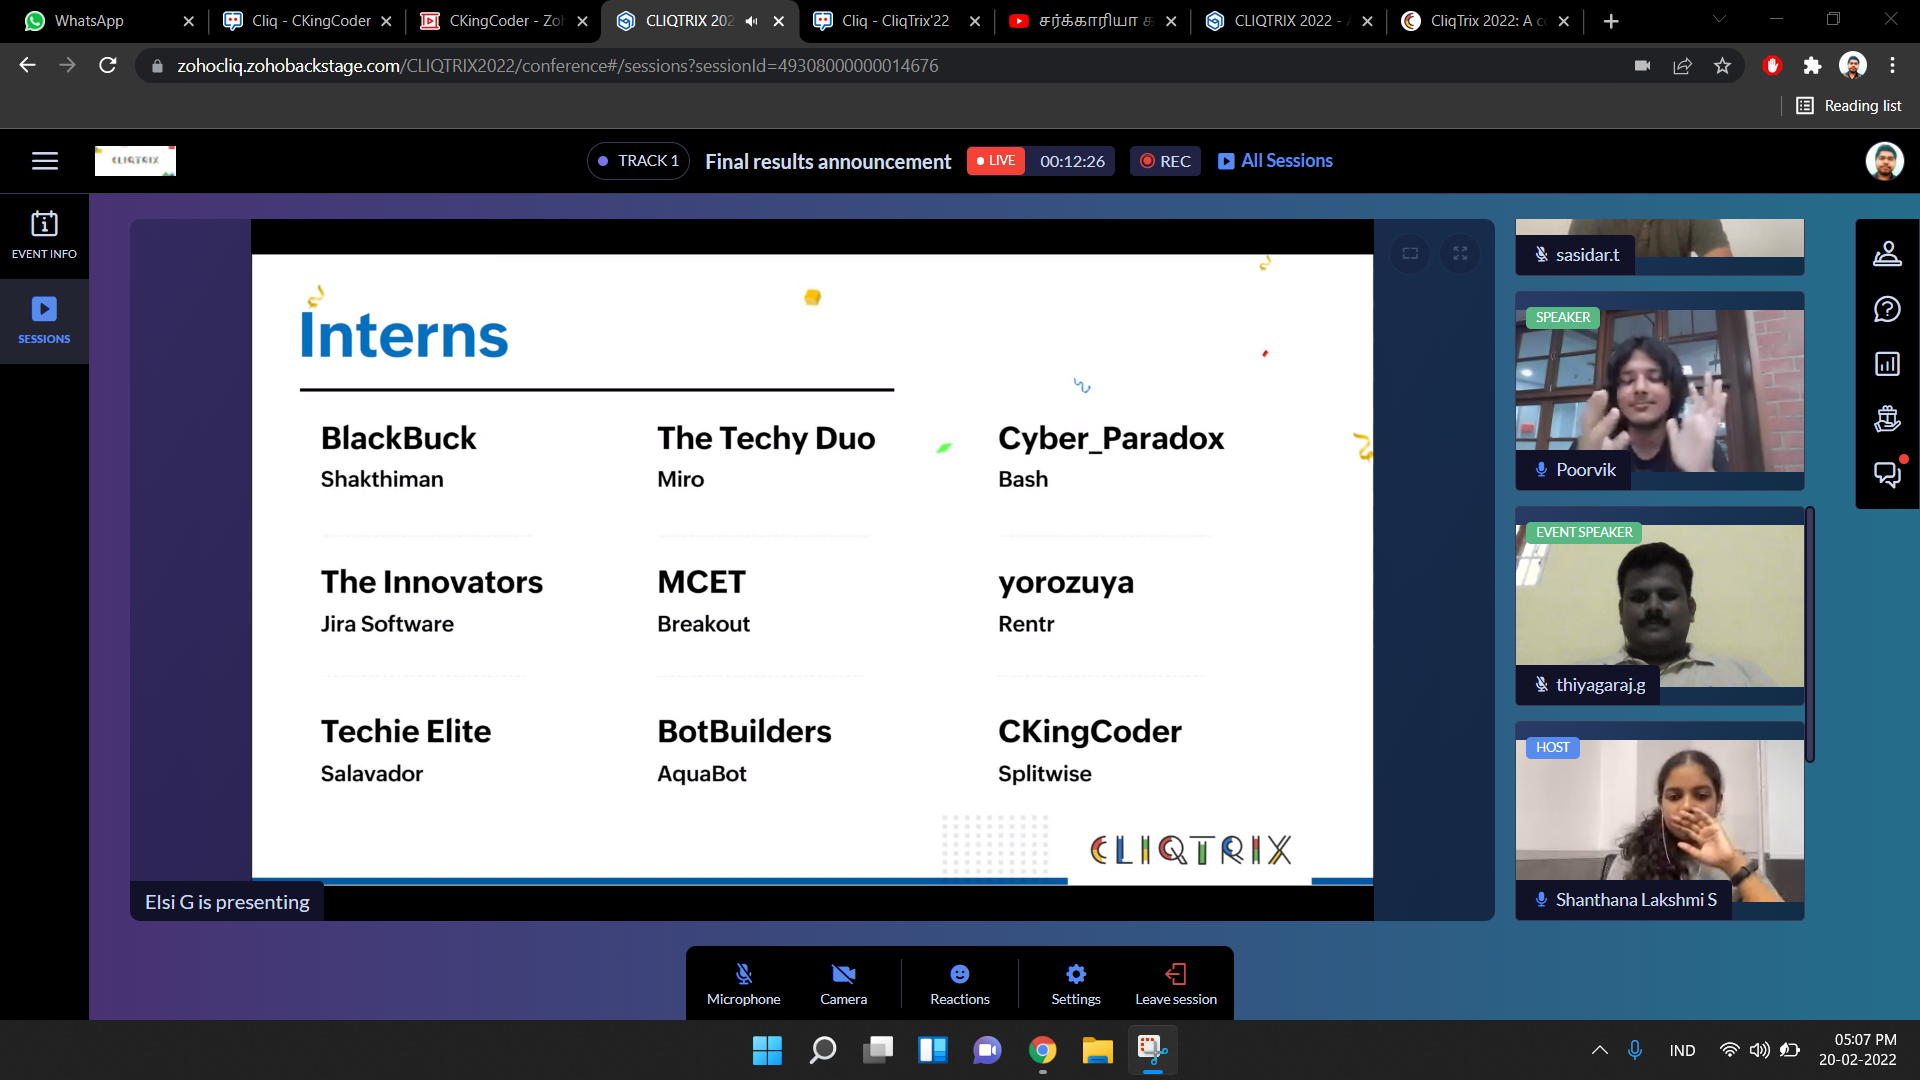 WhatsApp
Cliq - CKingCoder
CKingCoder - Zoh
CLIQTRIX 202
Cliq - CliqTrix'22
சர்க்காரியா க
CLIQTRIX 2022 - A
CliqTrix 2022: A c
zohocliq.zohobackstage.com/CLIQTRIX2022/conference#/sessions?sessionId=49308000000014676
Reading list
CLIQTRIX
TRACK 1
Final results announcement
LIVE
00:12:26
REC
All Sessions
EVENT INFO
SESSIONS
Interns
BlackBuck
Shakthiman
The Techy Duo
Miro
Cyber_Paradox
Bash
The Innovators
Jira Software
MCET
Breakout
yorozuya
Rentr
Techie Elite
Salavador
BotBuilders
AquaBot
CKingCoder
Splitwise
CLIQTRIX
Elsi G is presenting
sasidar.t
SPEAKER
Poorvik
EVENT SPEAKER
thiyagaraj.g
HOST
Shanthana Lakshmi S
Microphone
Camera
Reactions
Settings
Leave session
IND
05:07 PM
20-02-2022